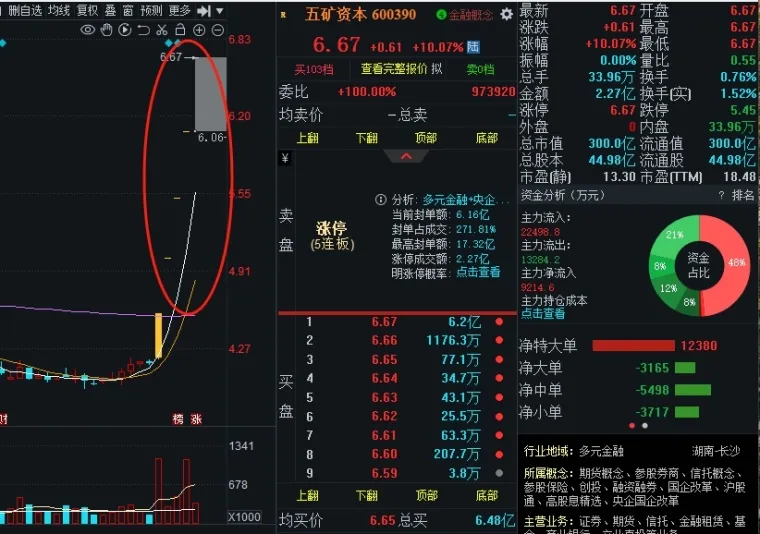 删自选 均线 复权 叠 窗 预测 更多
6.83
6.67
6.20
6.06
5.55
4.91
4.27
榜 涨
1341
678
X1000
R 五矿资本 600390 金融概念
6.67 +0.61 +10.07% 陆
买103档 查看完整报价 拟 卖0档
委比 +100.00% 973920
均卖价 — 总卖 —
上翻 下翻 顶部 底部
¥
卖盘
涨停
(5连板)
分析: 多元金融+央企...
当前封单额: 6.16亿
封单占成交: 271.81%
最高封单额: 17.32亿
涨停成交额: 2.27亿
明涨停概率: 点击查看
买盘
1 6.67 6.2亿
2 6.66 1176.3万
3 6.65 77.1万
4 6.64 34.7万
5 6.63 43.1万
6 6.62 25.5万
7 6.61 63.3万
8 6.60 207.7万
9 6.59 3.8万
上翻 下翻 顶部 底部
均买价 6.65 总买 6.48亿
最新 6.67 开盘 6.67
涨跌 +0.61 最高 6.67
涨幅 +10.07% 最低 6.67
振幅 0.00% 量比 0.55
总手 33.96万 换手 0.76%
金额 2.27亿 换手(实) 1.52%
涨停 6.67 跌停 5.45
外盘 0 内盘 33.96万
总市值 300.0亿 流通值 300.0亿
总股本 44.98亿 流通股 44.98亿
市盈(静) 13.30 市盈(TTM) 18.48
资金分析（万元） ? 排名
主力流入:
22498.8
主力流出:
13284.2
主力净流入
9214.6
主力持仓成本
点击查看
21%
8%
12%
8%
48%
资金
占比
净特大单 12380
净大单 -3165
净中单 -5498
净小单 -3717
行业地域: 多元金融 湖南-长沙
所属概念: 期货概念、参股券商、信托概念、
参股保险、创投、融资融券、国企改革、沪股
通、高股息精选、央企国企改革
主营业务: 证券、期货、信托、金融租赁、基